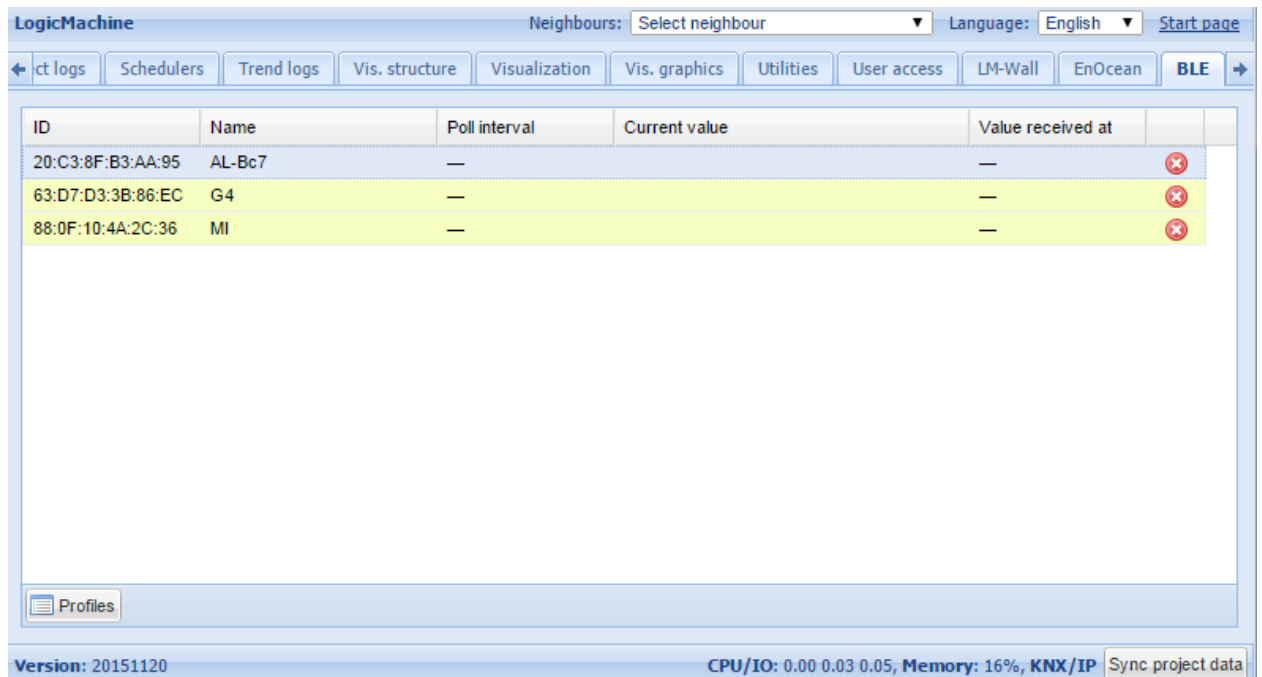 LogicMachine Neighbours: Select neighbour Language: English Start page
ct logs Schedulers Trend logs Vis. structure Visualization Vis. graphics Utilities User access LM-Wall EnOcean BLE
ID Name Poll interval Current value Value received at
20:C3:8F:B3:AA:95 AL-Bc7 — —
63:D7:D3:3B:86:EC G4 — —
88:0F:10:4A:2C:36 MI — —
Profiles
Version: 20151120 CPU/IO: 0.00 0.03 0.05, Memory: 16%, KNX/IP Sync project data